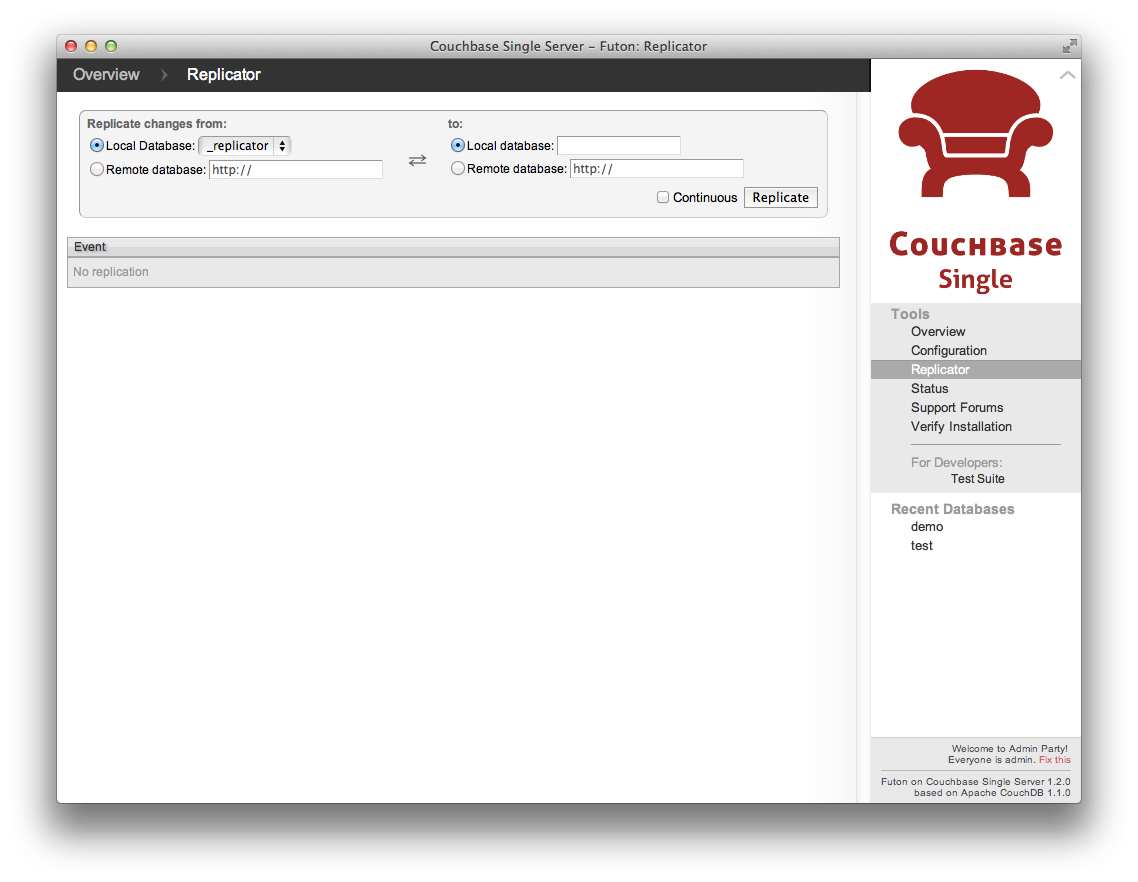 Couchbase Single Server – Futon: Replicator
Overview Replicator
Replicate changes from: to:
Local Database: _replicator Local database:
Remote database: http:// Remote database: http://
Continuous Replicate
Event
No replication
COUCHBASE
Single
Tools
Overview
Configuration
Replicator
Status
Support Forums
Verify Installation
For Developers:
Test Suite
Recent Databases
demo
test
Welcome to Admin Party!
Everyone is admin. Fix this
Futon on Couchbase Single Server 1.2.0
based on Apache CouchDB 1.1.0